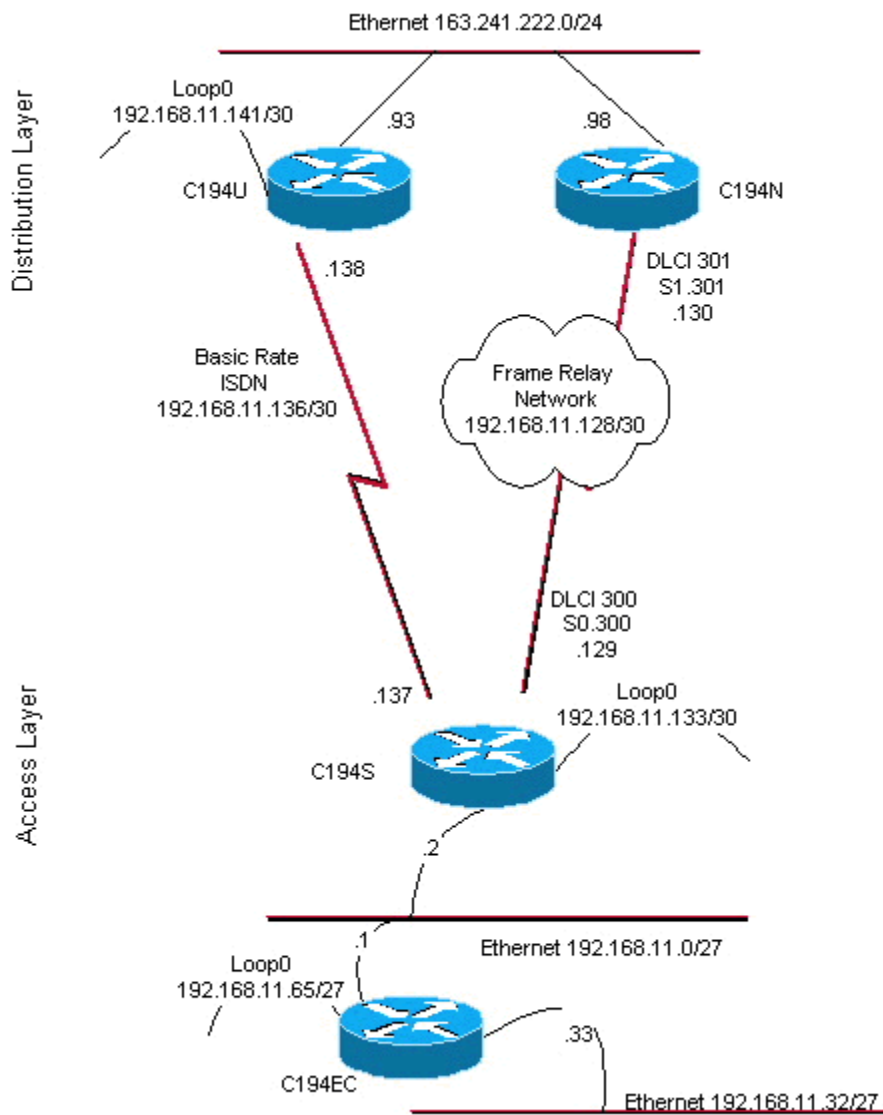 Ethernet 163.241.222.0/24
Distribution Layer
Loop0
192.168.11.141/30
.93
.98
C194U
C194N
.138
DLCI 301
S1.301
.130
Basic Rate
ISDN
192.168.11.136/30
Frame Relay
Network
192.168.11.128/30
DLCI 300
S0.300
.129
Access Layer
.137
Loop0
192.168.11.133/30
C194S
.2
.1
Ethernet 192.168.11.0/27
Loop0
192.168.11.65/27
.33
C194EC
Ethernet 192.168.11.32/27